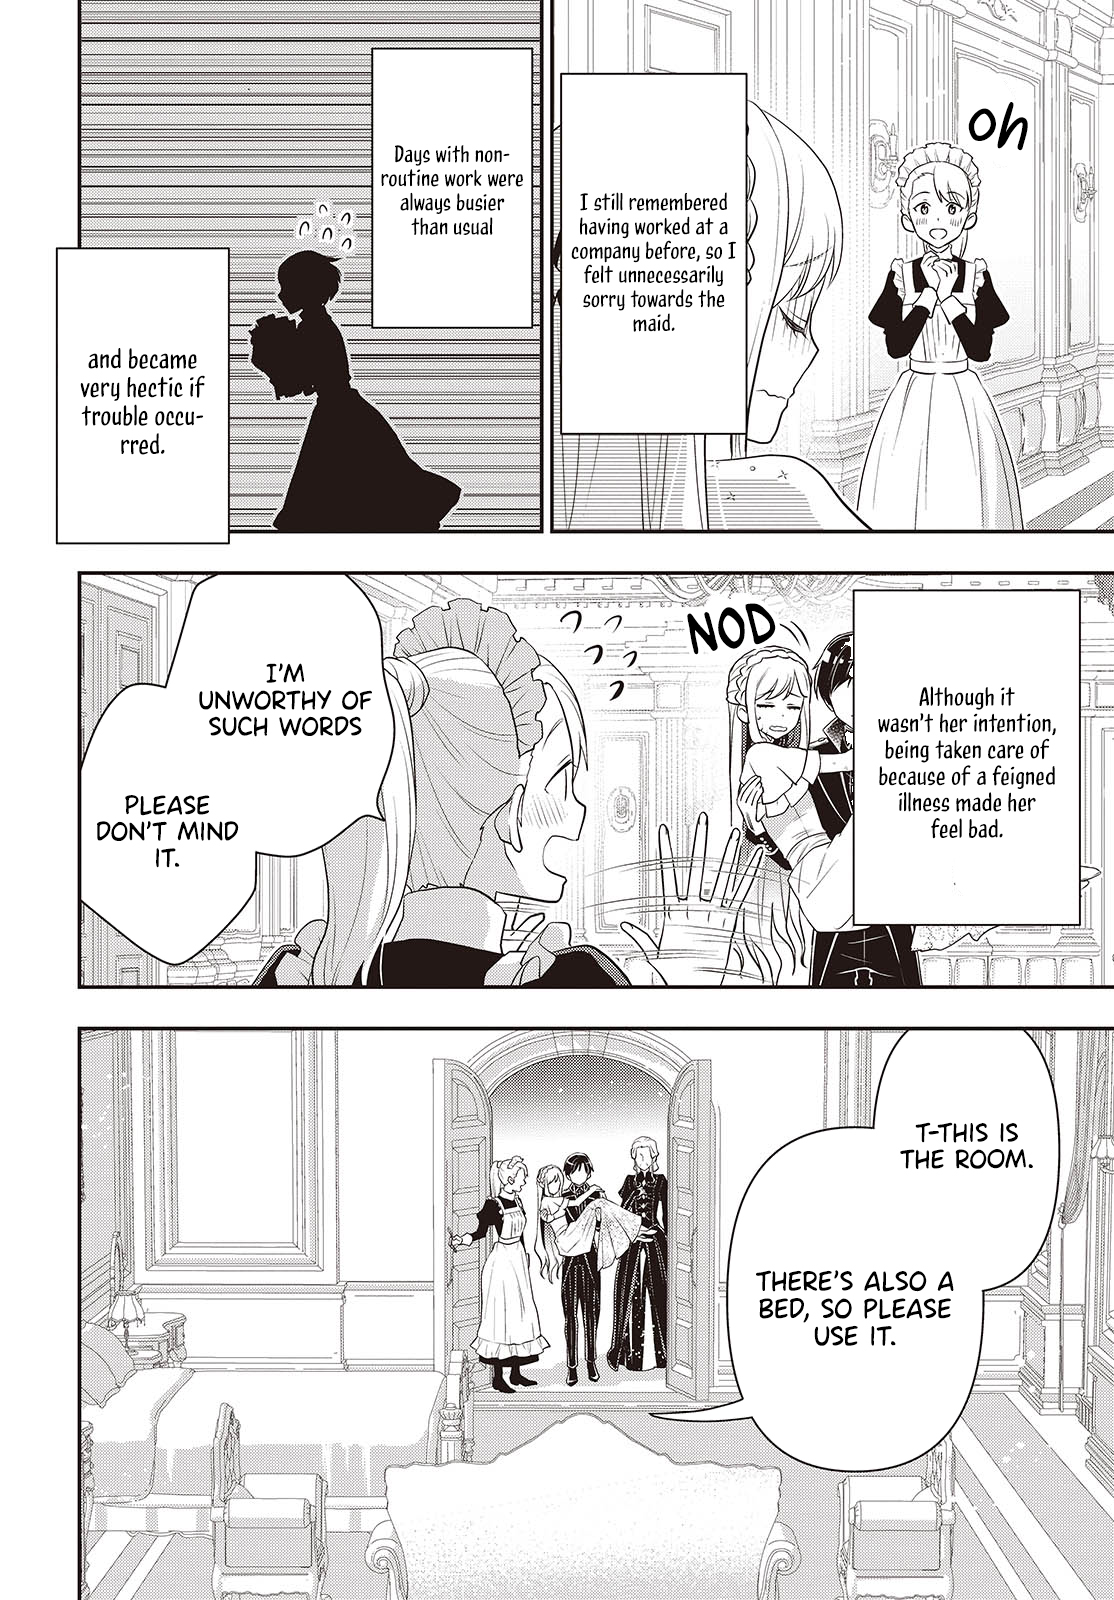 oh
I still remembered
having worked at a
company before, so I
felt unnecessarily
sorry towards the
maid.
Days with non-
routine work were
always busier
than usual
and became
very hectic if
trouble occu-
rred.
Although it
wasn't her intention,
being taken care of
because of a feigned
illness made her
feel bad.
NOD
I'M
UNWORTHY OF
SUCH WORDS
PLEASE
DON'T MIND
IT.
T-THIS IS
THE ROOM.
THERE'S ALSO A
BED, SO PLEASE
USE IT.